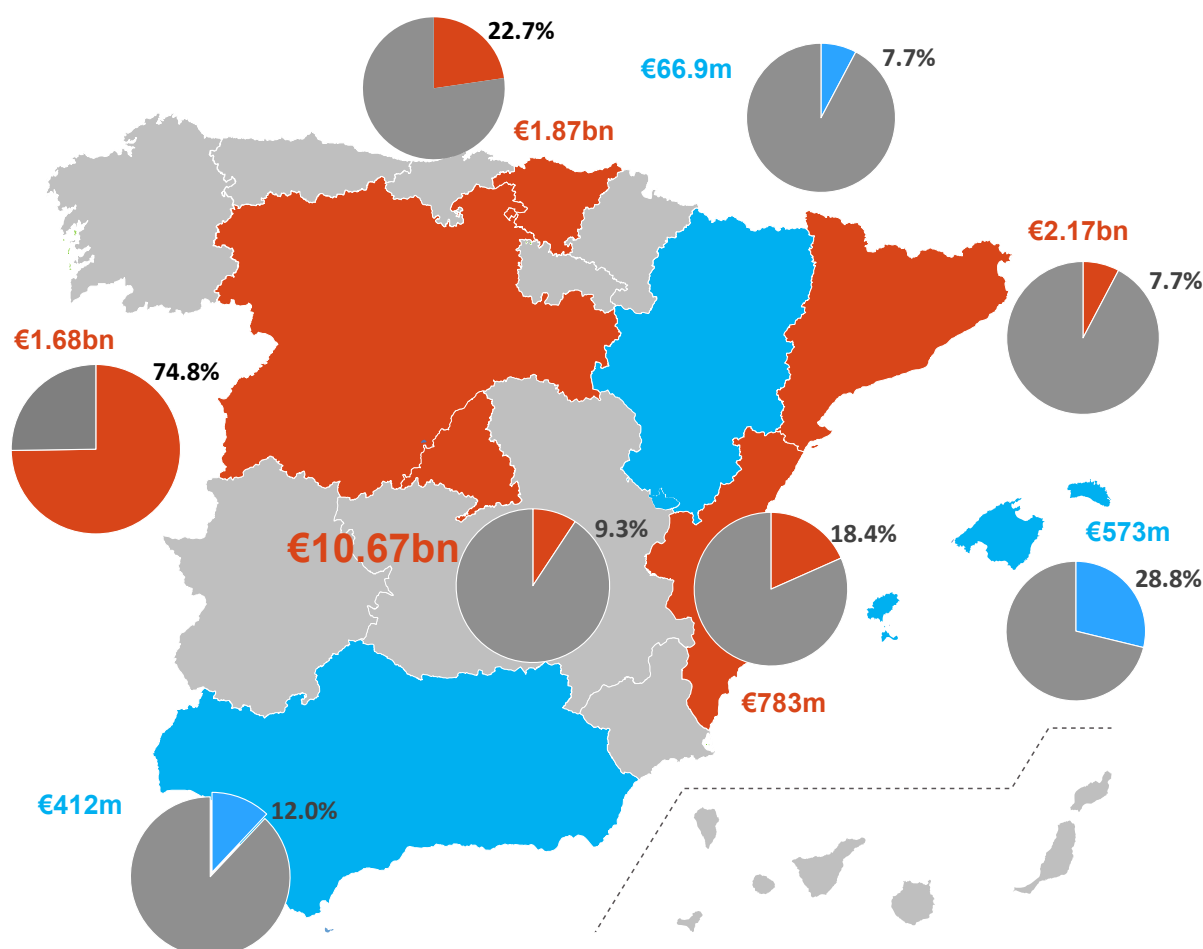 22.7%
€66.9m
7.7%
€1.87bn
€2.17bn
7.7%
€1.68bn
74.8%
€10.67bn
9.3%
18.4%
€573m
28.8%
€783m
€412m
12.0%